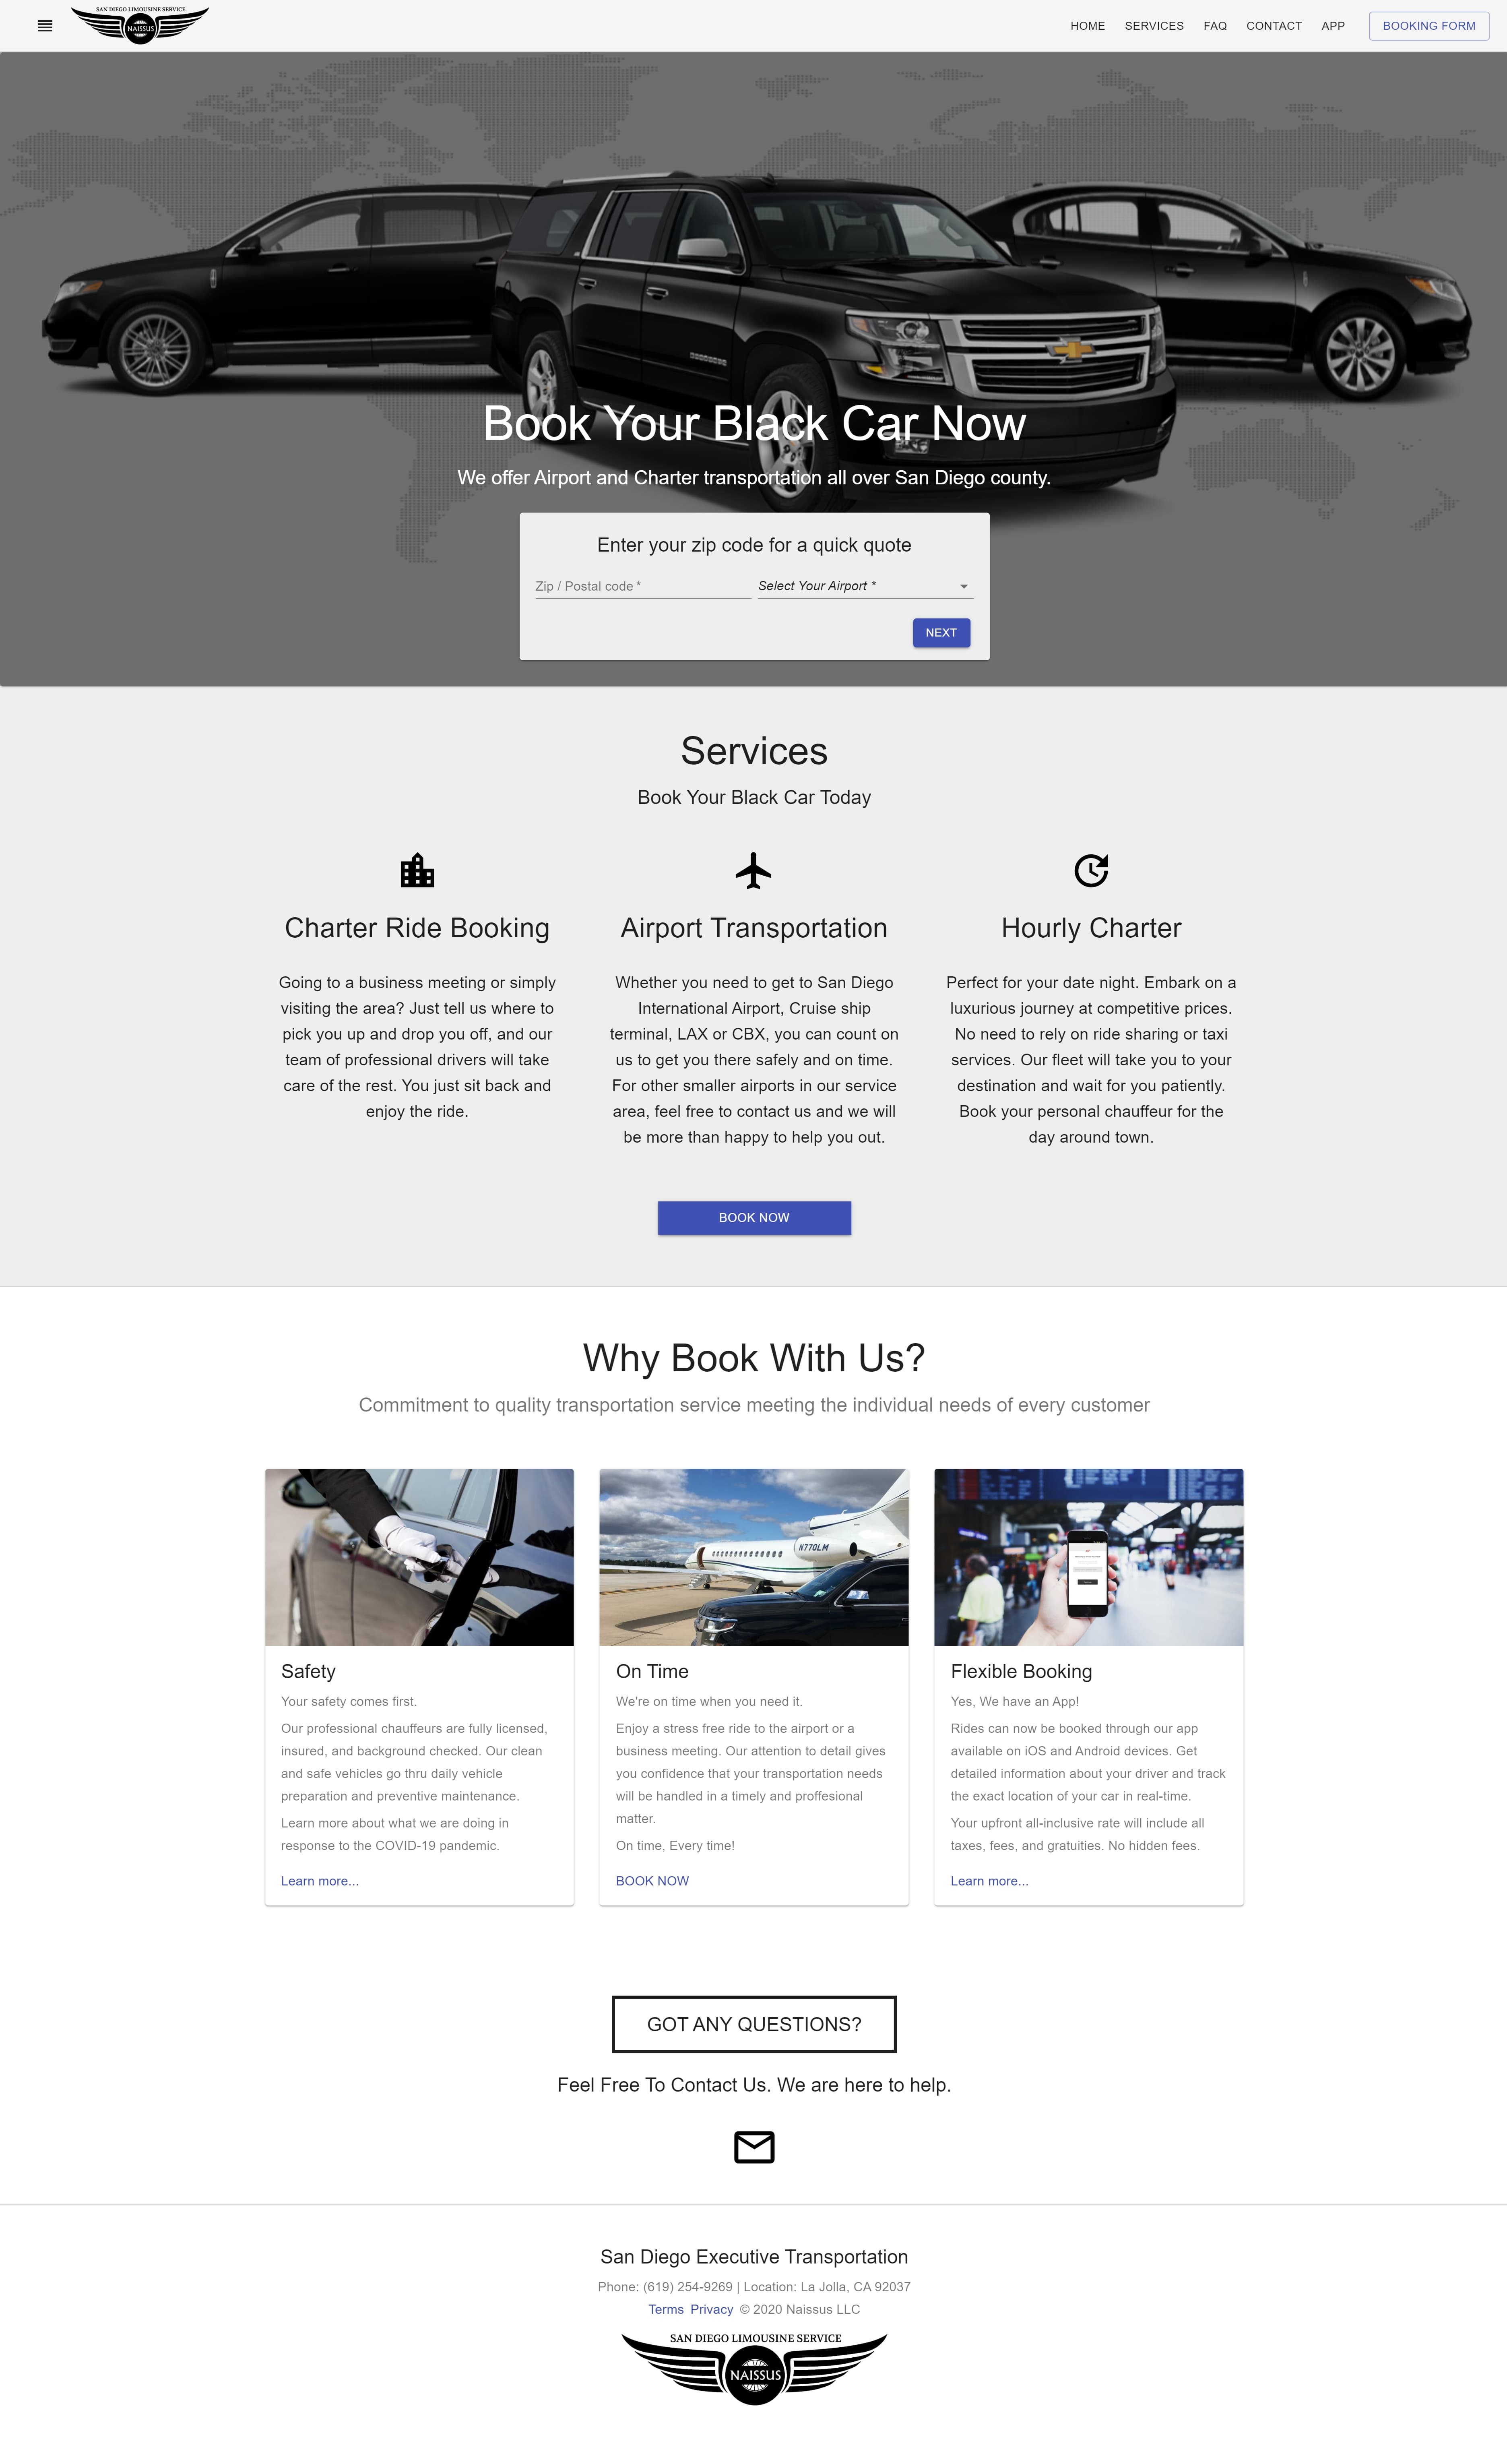 SAN DIEGO LIMOUSINE SERVICE
NAISSUS
HOME SERVICES FAQ CONTACT APP BOOKING FORM
Book Your Black Car Now
We offer Airport and Charter transportation all over San Diego county.
Enter your zip code for a quick quote
Zip / Postal code * Select Your Airport *
NEXT
Services
Book Your Black Car Today
Charter Ride Booking
Going to a business meeting or simply
visiting the area? Just tell us where to
pick you up and drop you off, and our
team of professional drivers will take
care of the rest. You just sit back and
enjoy the ride.
Airport Transportation
Whether you need to get to San Diego
International Airport, Cruise ship
terminal, LAX or CBX, you can count on
us to get you there safely and on time.
For other smaller airports in our service
area, feel free to contact us and we will
be more than happy to help you out.
Hourly Charter
Perfect for your date night. Embark on a
luxurious journey at competitive prices.
No need to rely on ride sharing or taxi
services. Our fleet will take you to your
destination and wait for you patiently.
Book your personal chauffeur for the
day around town.
BOOK NOW
Why Book With Us?
Commitment to quality transportation service meeting the individual needs of every customer
Safety
Your safety comes first.
Our professional chauffeurs are fully licensed,
insured, and background checked. Our clean
and safe vehicles go thru daily vehicle
preparation and preventive maintenance.
Learn more about what we are doing in
response to the COVID-19 pandemic.
Learn more...
N770LM
On Time
We're on time when you need it.
Enjoy a stress free ride to the airport or a
business meeting. Our attention to detail gives
you confidence that your transportation needs
will be handled in a timely and proffesional
matter.
On time, Every time!
BOOK NOW
Flexible Booking
Yes, We have an App!
Rides can now be booked through our app
available on iOS and Android devices. Get
detailed information about your driver and track
the exact location of your car in real-time.
Your upfront all-inclusive rate will include all
taxes, fees, and gratuities. No hidden fees.
Learn more...
GOT ANY QUESTIONS?
Feel Free To Contact Us. We are here to help.
San Diego Executive Transportation
Phone: (619) 254-9269 | Location: La Jolla, CA 92037
Terms Privacy © 2020 Naissus LLC
SAN DIEGO LIMOUSINE SERVICE
NAISSUS